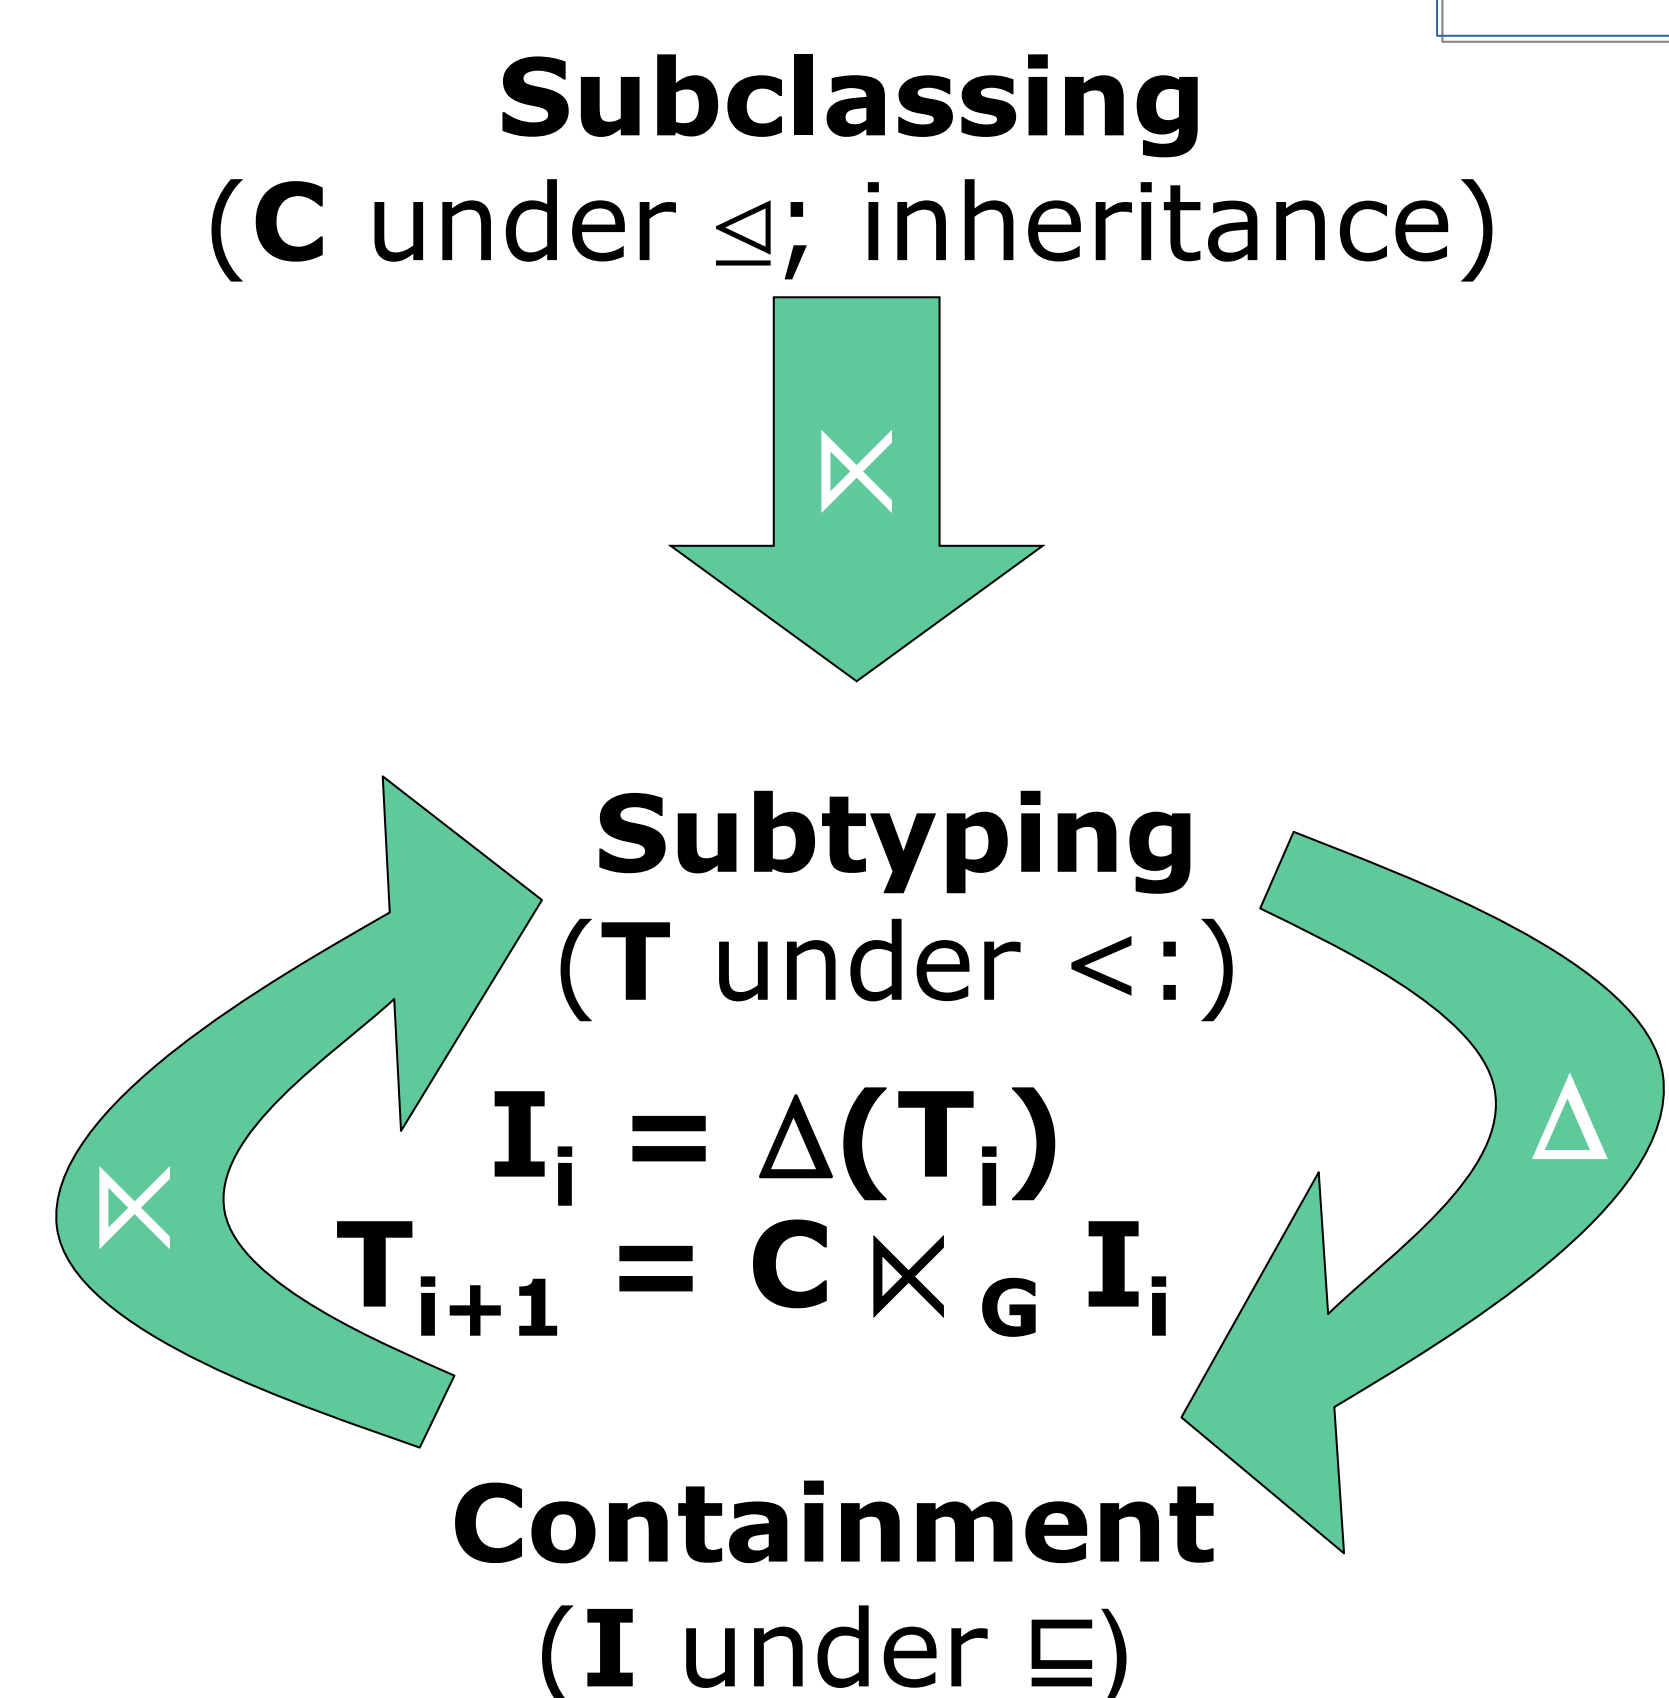 Subclassing
(C under ⊴; inheritance)
⋉
Subtyping
(T under <:)
Iᵢ = Δ(Tᵢ)
Δ
⋉
Tᵢ₊₁ = C ⋉ G Iᵢ
Containment
(I under ⊑)